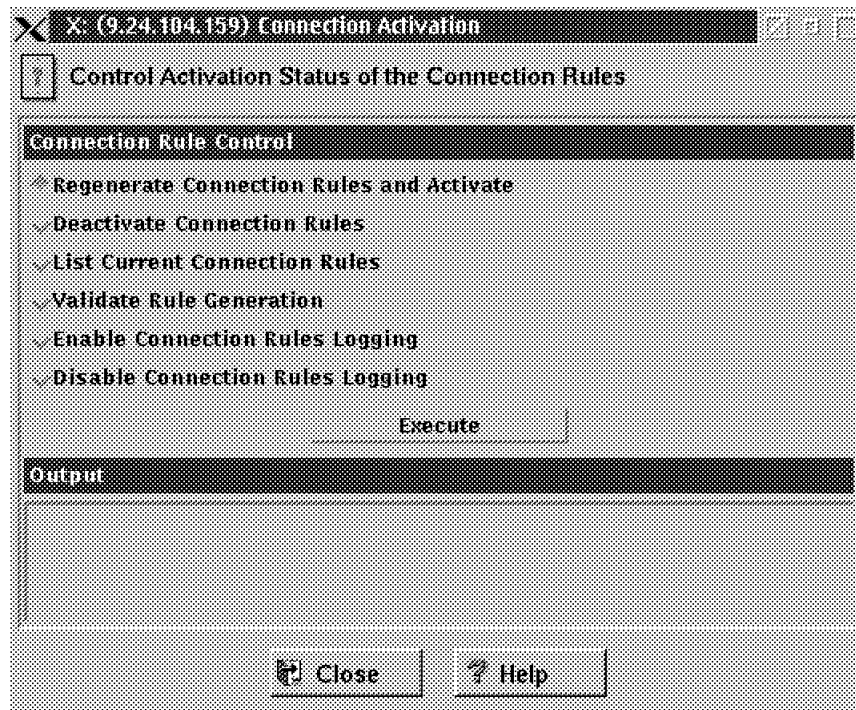 X: (9.24.104.159) Connection Activation
? Control Activation Status of the Connection Rules
Connection Rule Control
Regenerate Connection Rules and Activate
Deactivate Connection Rules
List Current Connection Rules
Validate Rule Generation
Enable Connection Rules Logging
Disable Connection Rules Logging
Execute
Output
Close ? Help